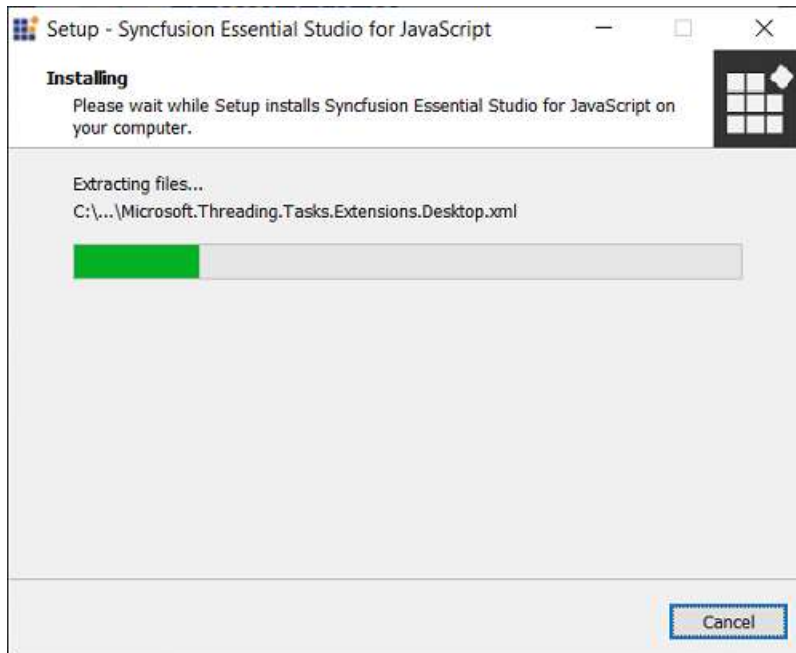 Setup - Syncfusion Essential Studio for JavaScript
Installing
Please wait while Setup installs Syncfusion Essential Studio for JavaScript on
your computer.
Extracting files...
C:\...\Microsoft.Threading.Tasks.Extensions.Desktop.xml
Cancel